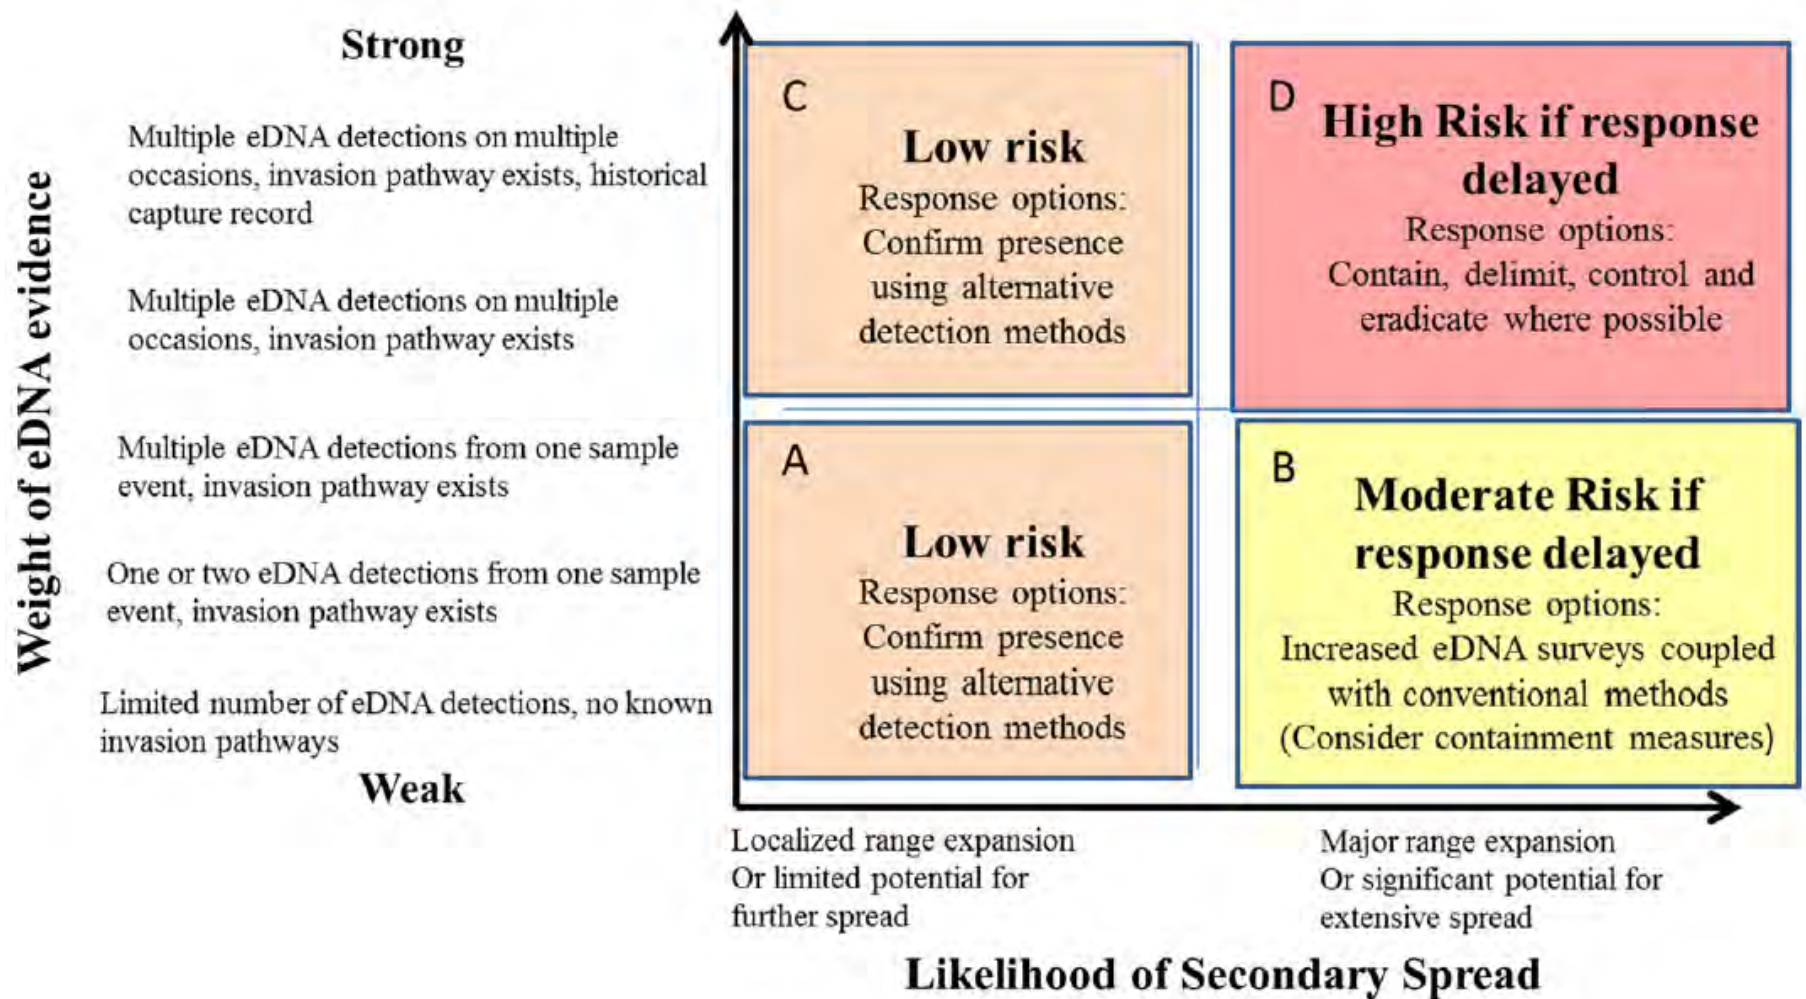 Strong
Multiple eDNA detections on multiple
occasions, invasion pathway exists, historical
capture record
Multiple eDNA detections on multiple
occasions, invasion pathway exists
Multiple eDNA detections from one sample
event, invasion pathway exists
One or two eDNA detections from one sample
event, invasion pathway exists
Limited number of eDNA detections, no known
invasion pathways
Weak
Weight of eDNA evidence
C
Low risk
Response options:
Confirm presence
using alternative
detection methods
D
High Risk if response
delayed
Response options:
Contain, delimit, control and
eradicate where possible
A
Low risk
Response options:
Confirm presence
using alternative
detection methods
B
Moderate Risk if
response delayed
Response options:
Increased eDNA surveys coupled
with conventional methods
(Consider containment measures)
Localized range expansion
Or limited potential for
further spread
Major range expansion
Or significant potential for
extensive spread
Likelihood of Secondary Spread